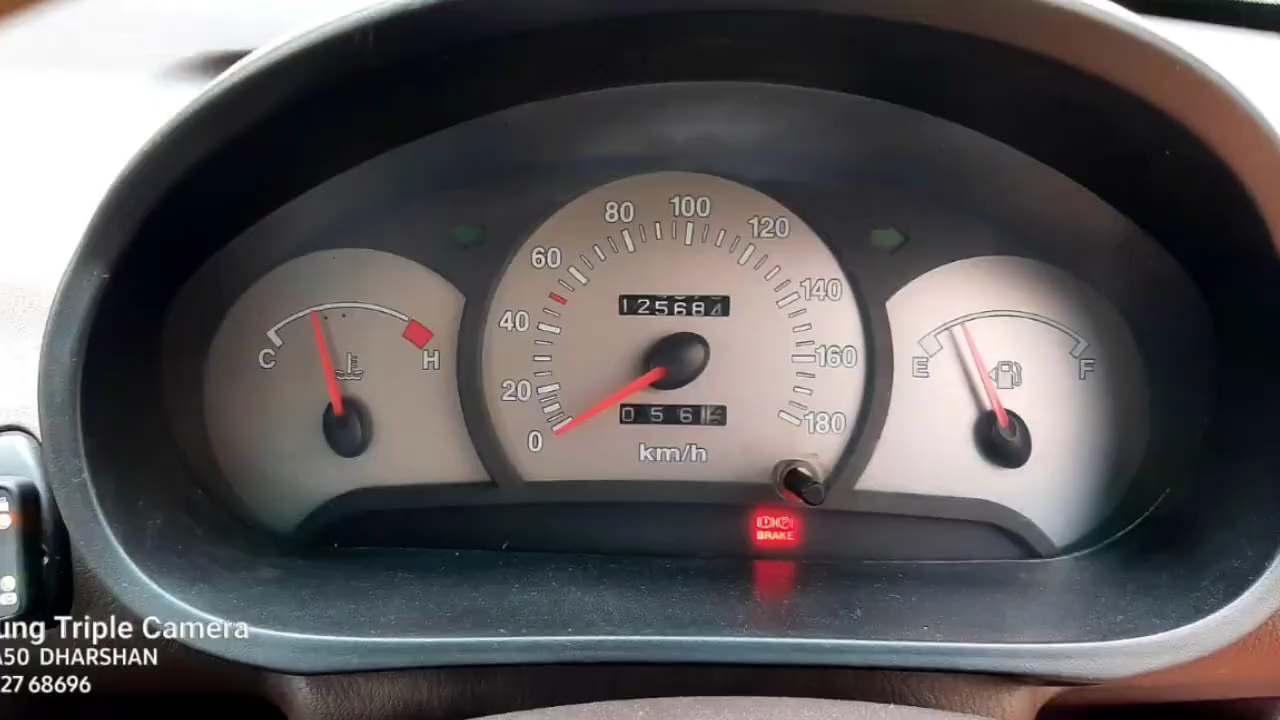 80 100 120
60 140
40 125684
C H 160 E F
20 056
0 180
km/h
BRAKE
ung Triple Camera
A50 DHARSHAN
27 68696